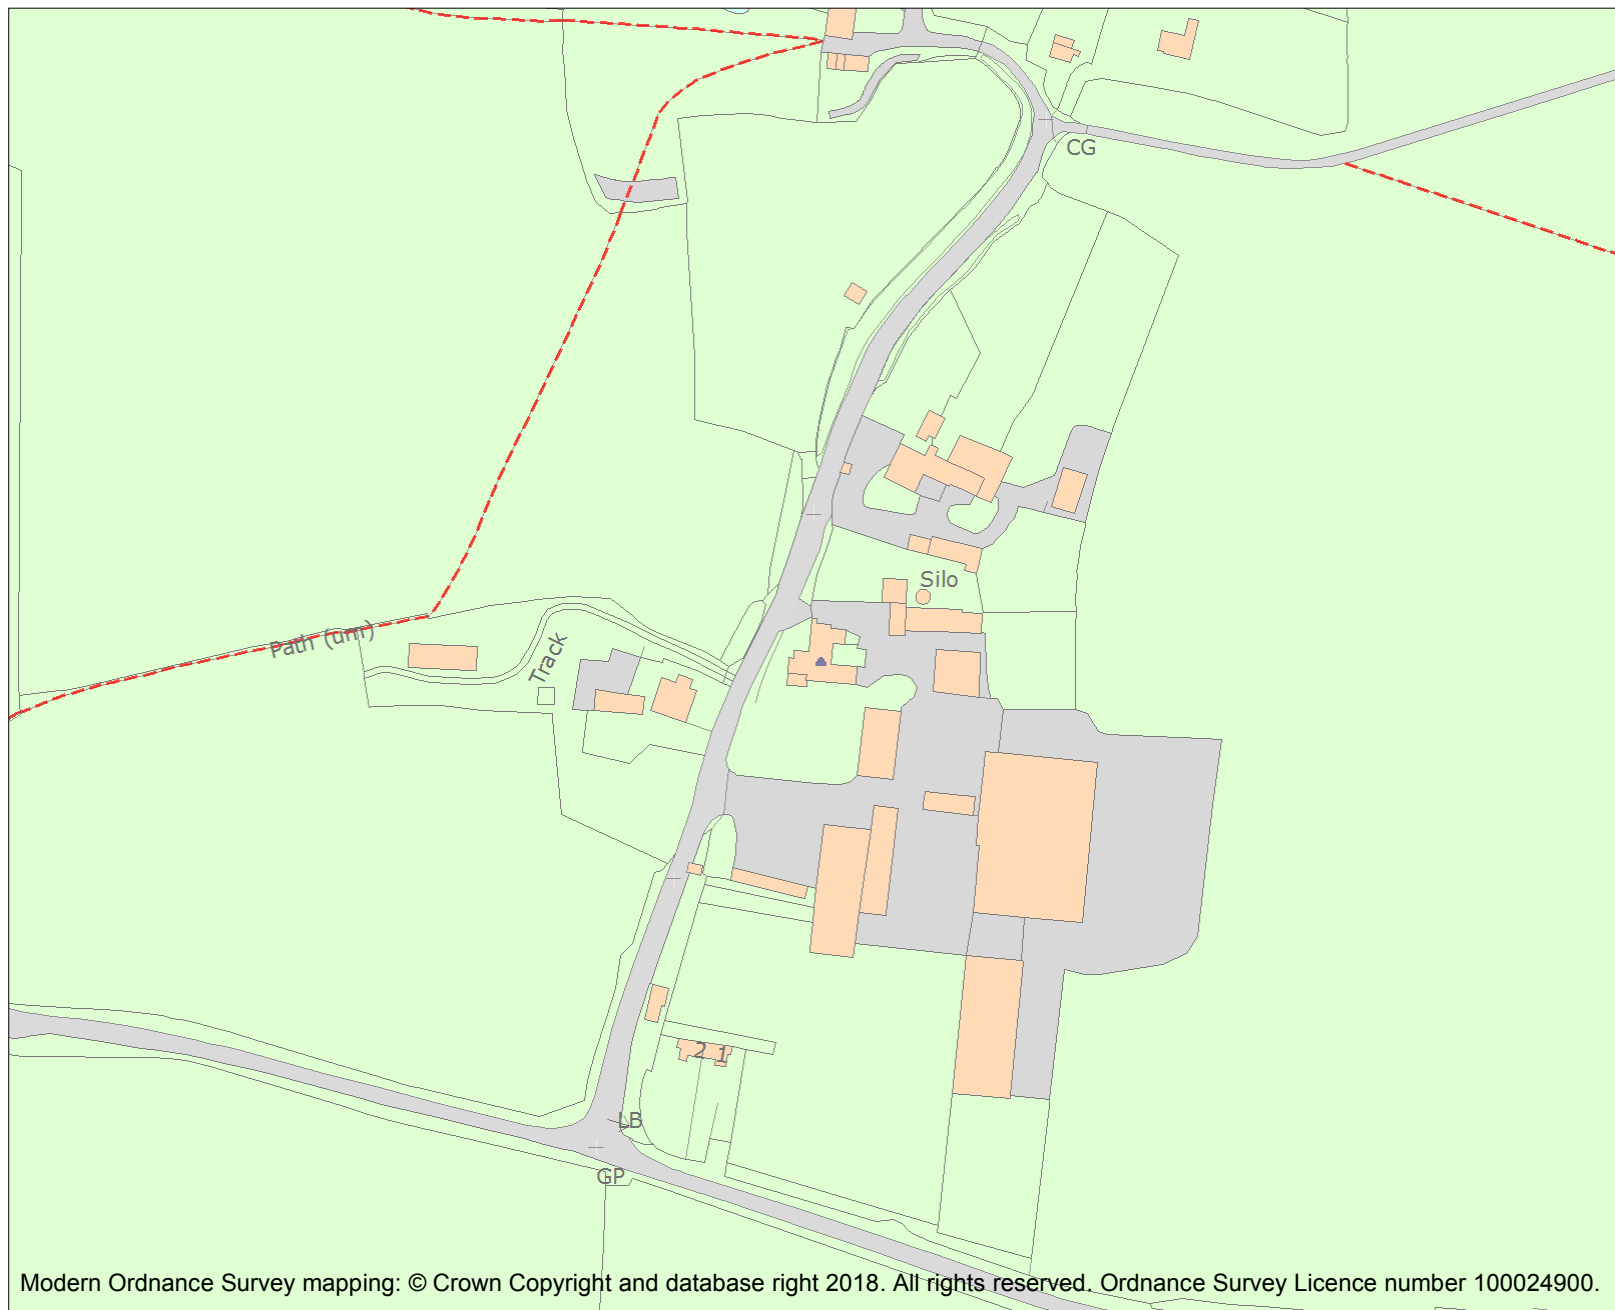 CG
Silo
Path (um)
Track
2 1
LB
GP
Modern Ordnance Survey mapping: © Crown Copyright and database right 2018. All rights reserved. Ordnance Survey Licence number 100024900.